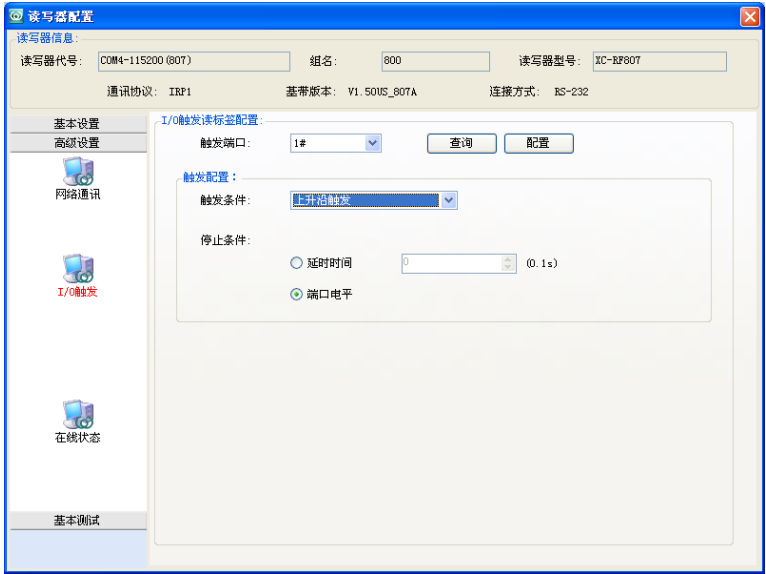 读写器配置
读写器信息:
读写器代号: COM4-115200(807) 组名: 800 读写器型号: XC-RF807
通讯协议: IRP1 基带版本: V1.50US_807A 连接方式: RS-232
基本设置
高级设置
网络通讯
I/O触发
在线状态
基本测试
I/O触发读标签配置:
触发端口: 1# 查询 配置
触发配置：
触发条件: 上升沿触发
停止条件:
延时时间 0 (0.1s)
端口电平